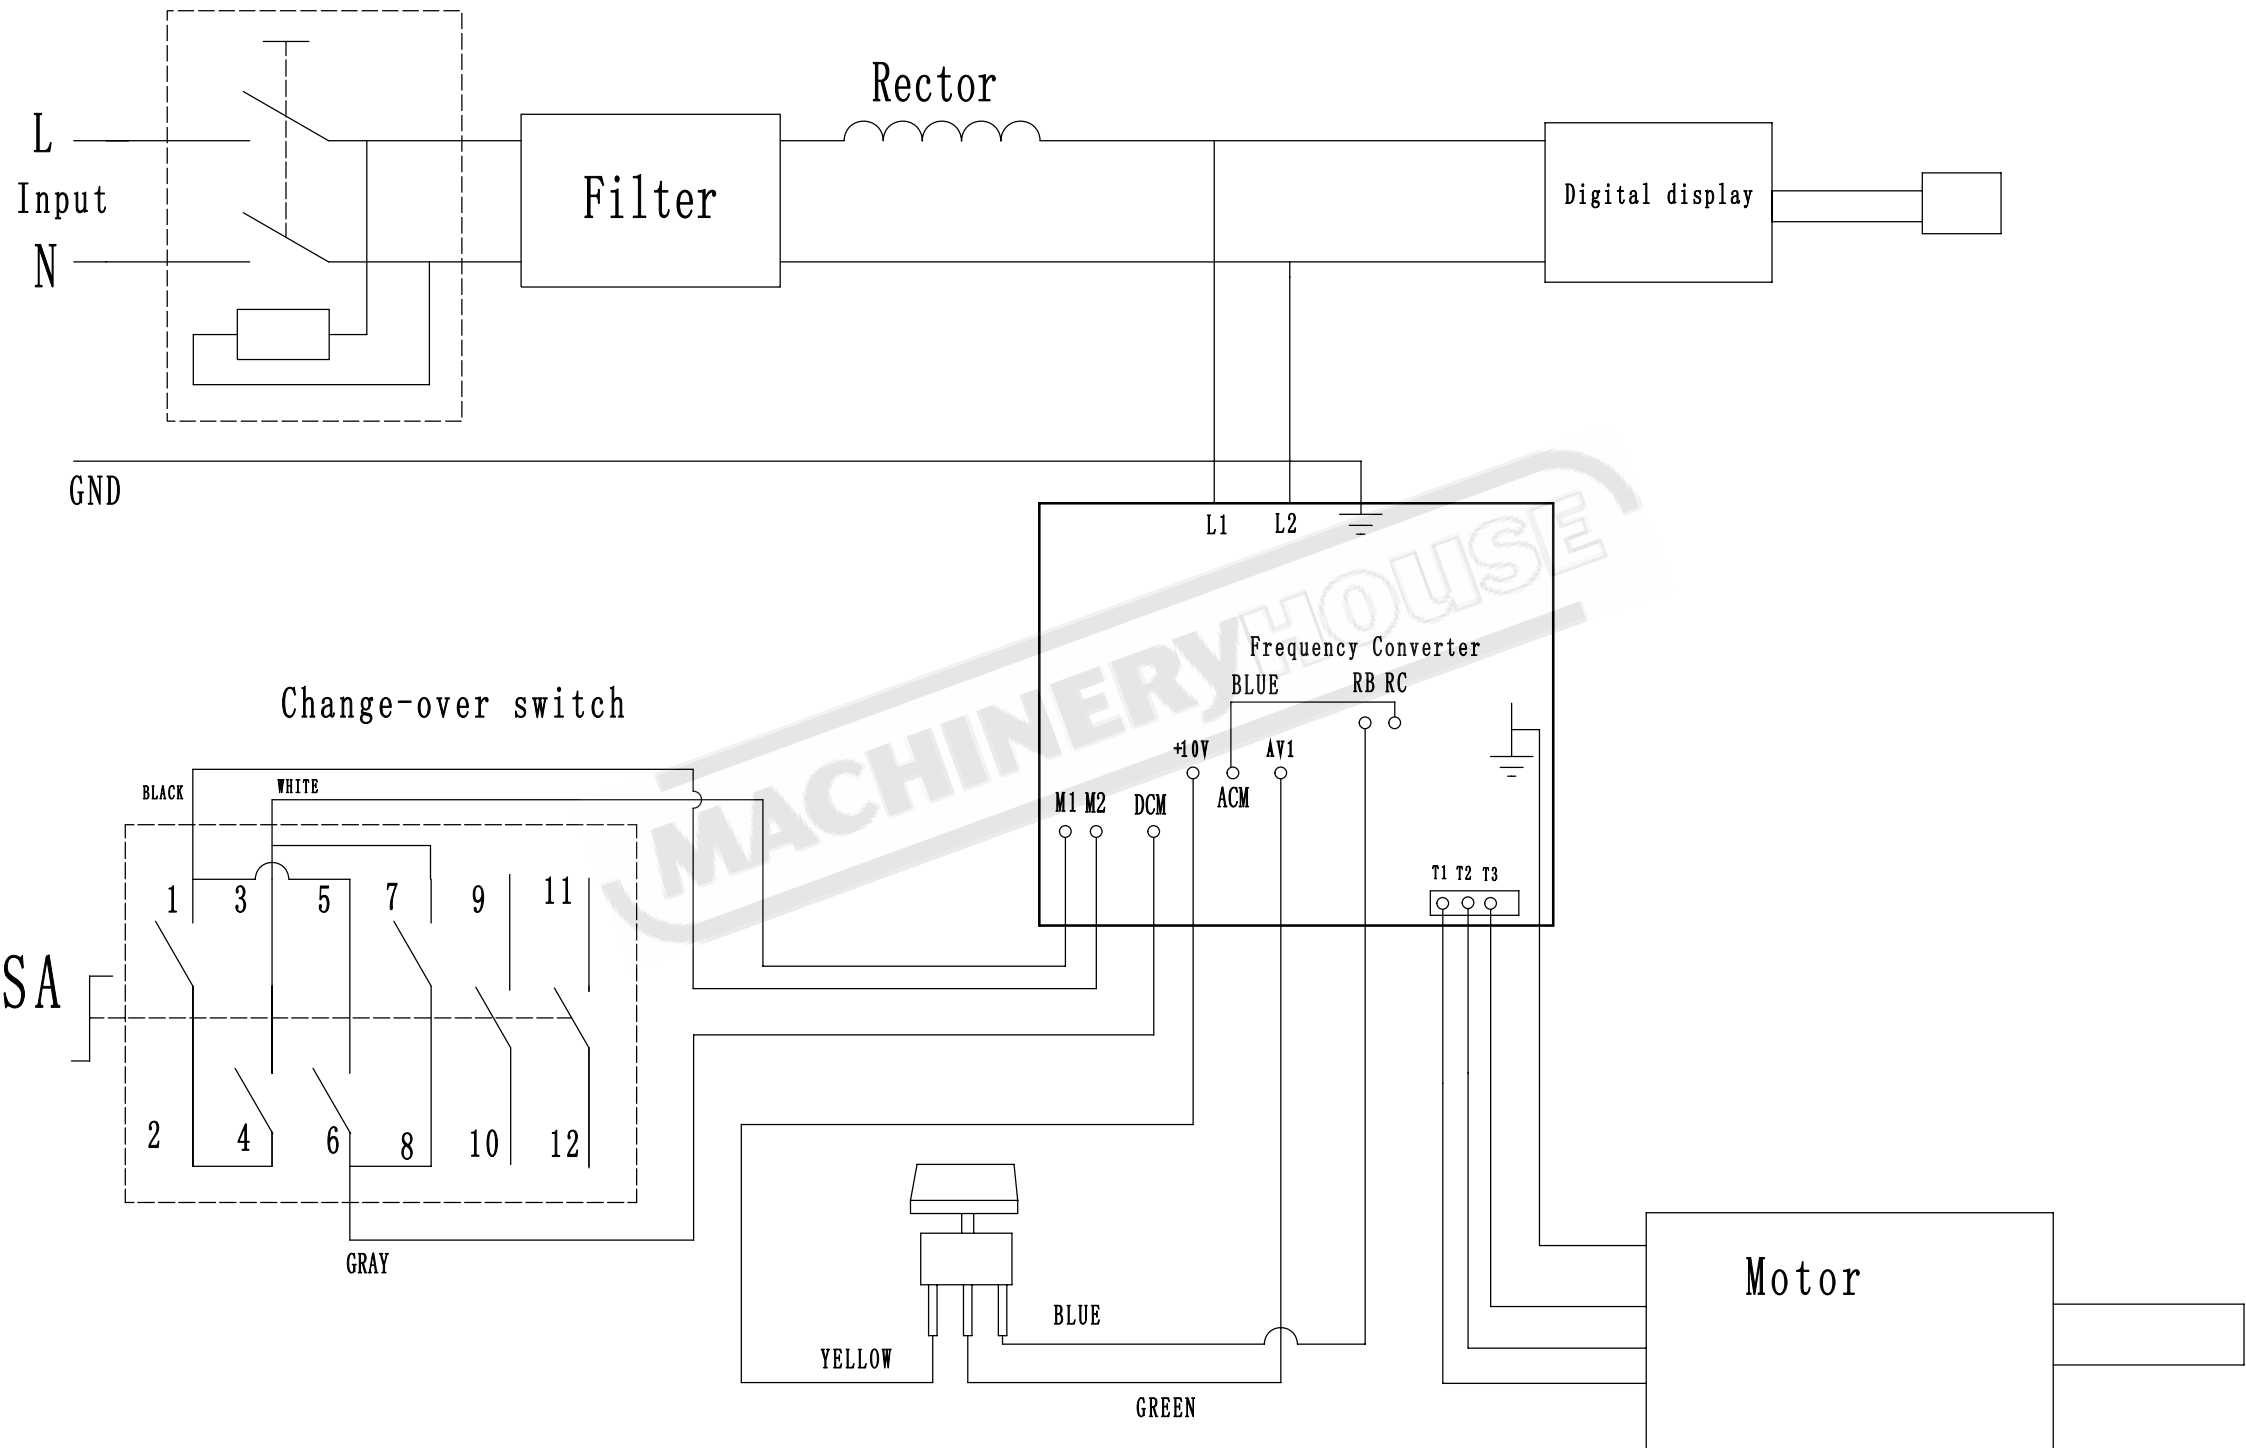 Rector
L
Input
N
Filter
Digital display
GND
L1 L2
Frequency Converter
BLUE RB RC
Change-over switch
+10V AV1
BLACK WHITE
M1 M2 DCM ACM
MACHINERYHOUSE
T1 T2 T3
1 3 5 7 9 11
SA
2 4 6 8 10 12
GRAY
Motor
BLUE
YELLOW
GREEN